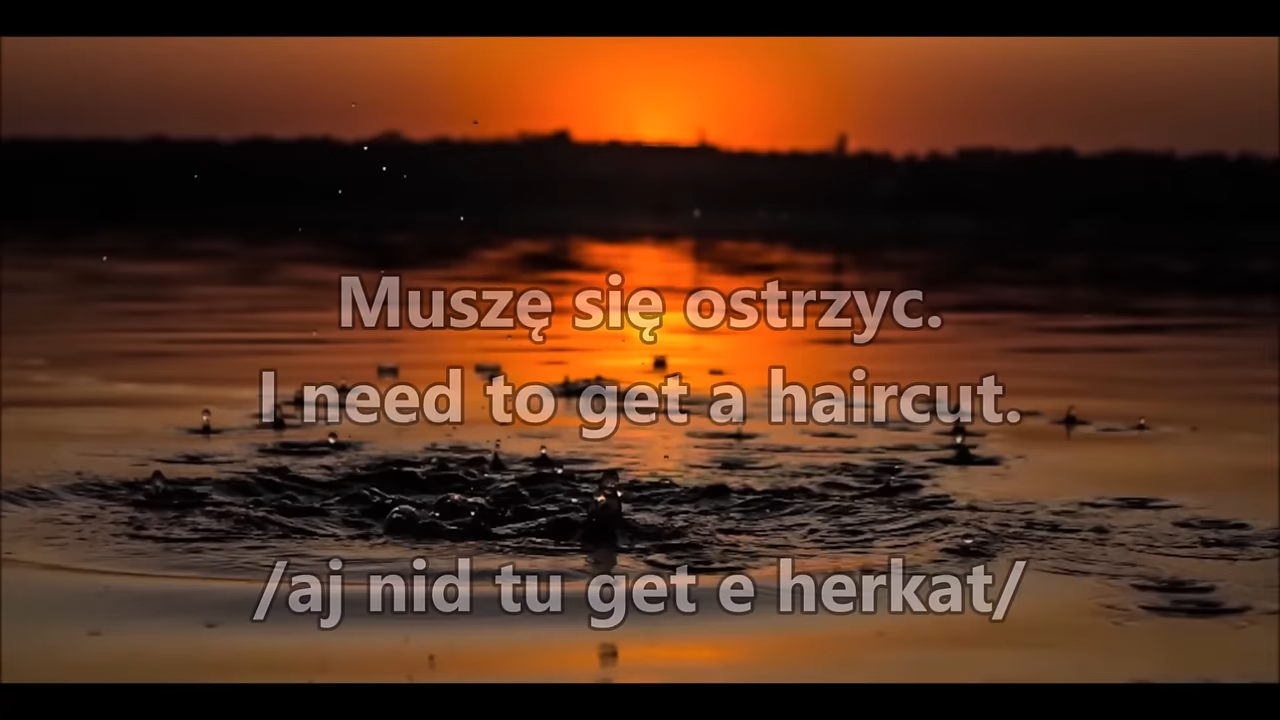 Muszę się ostrzyc.
I need to get a haircut.
/aj nid tu get e herkat/